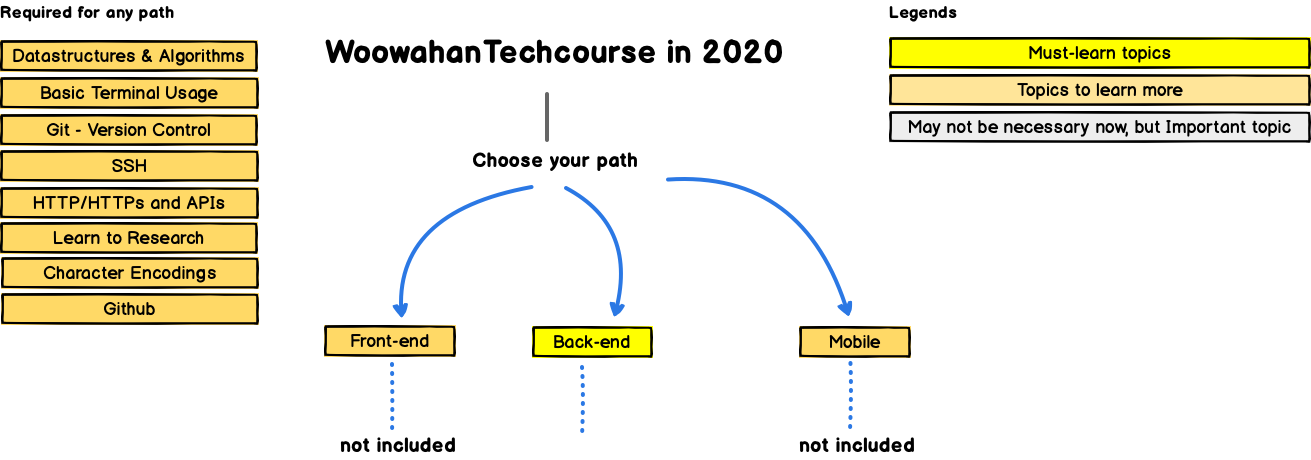 Required for any path
Datastructures & Algorithms
Basic Terminal Usage
Git - Version Control
SSH
HTTP/HTTPs and APIs
Learn to Research
Character Encodings
Github
WoowahanTechcourse in 2020
Choose your path
Front-end
Back-end
Mobile
not included
not included
Legends
Must-learn topics
Topics to learn more
May not be necessary now, but Important topic